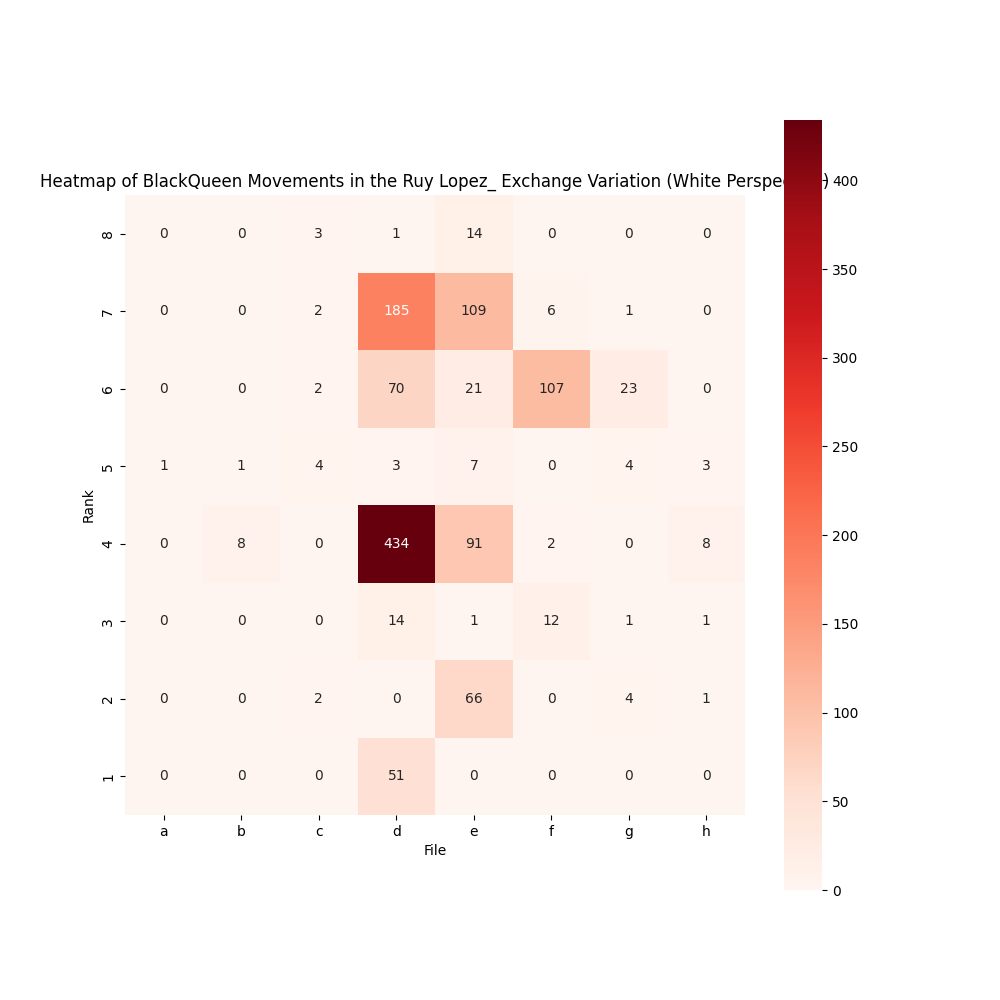 Heatmap of BlackQueen Movements in the Ruy Lopez_ Exchange Variation (White Perspe )
8 0 0 3 1 14 0 0 0
7 0 0 2 185 109 6 1 0
6 0 0 2 70 21 107 23 0
5 1 1 4 3 7 0 4 3
4 0 8 0 434 91 2 0 8
3 0 0 0 14 1 12 1 1
2 0 0 2 0 66 0 4 1
1 0 0 0 51 0 0 0 0
a b c d e f g h
File
Rank
400
350
300
250
200
150
100
50
0